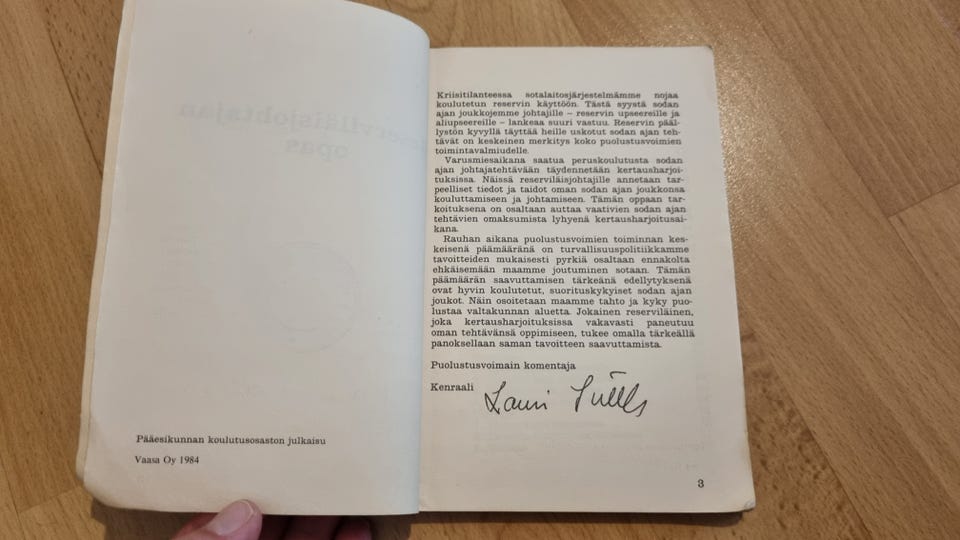 Pääesikunnan koulutusosaston julkaisu
Vaasa Oy 1984
Kriisitilanteessa sotalaitosjärjestelmämme nojaa
koulutetun reservin käyttöön. Tästä syystä sodan
ajan joukkojemme johtajille – reservin upseereille ja
aliupseereille – lankeaa suuri vastuu. Reservin pääl-
lystön kyvyllä täyttää heille uskotut sodan ajan teh-
tävät on keskeinen merkitys koko puolustusvoimien
toimintavalmiudelle.
Varusmiesaikana saatua peruskoulutusta sodan
ajan johtajatehtävään täydennetään kertausharjoi-
tuksissa. Näissä reserviläisjohtajille annetaan tar-
peelliset tiedot ja taidot oman sodan ajan joukkonsa
kouluttamiseen ja johtamiseen. Tämän oppaan tar-
koituksena on osaltaan auttaa vaativien sodan ajan
tehtävien omaksumista lyhyenä kertausharjoitusai-
kana.
Rauhan aikana puolustusvoimien toiminnan kes-
keisenä päämääränä on turvallisuuspolitiikkamme
tavoitteiden mukaisesti pyrkiä osaltaan ennakolta
ehkäisemään maamme joutuminen sotaan. Tämän
päämäärän saavuttamisen tärkeänä edellytyksenä
ovat hyvin koulutetut, suorituskykyiset sodan ajan
joukot. Näin osoitetaan maamme tahto ja kyky puo-
lustaa valtakunnan aluetta. Jokainen reserviläinen,
joka kertausharjoituksissa vakavasti paneutuu
oman tehtävänsä oppimiseen, tukee omalla tärkeällä
panoksellaan saman tavoitteen saavuttamista.
Puolustusvoimain komentaja
Kenraali Lauri
3